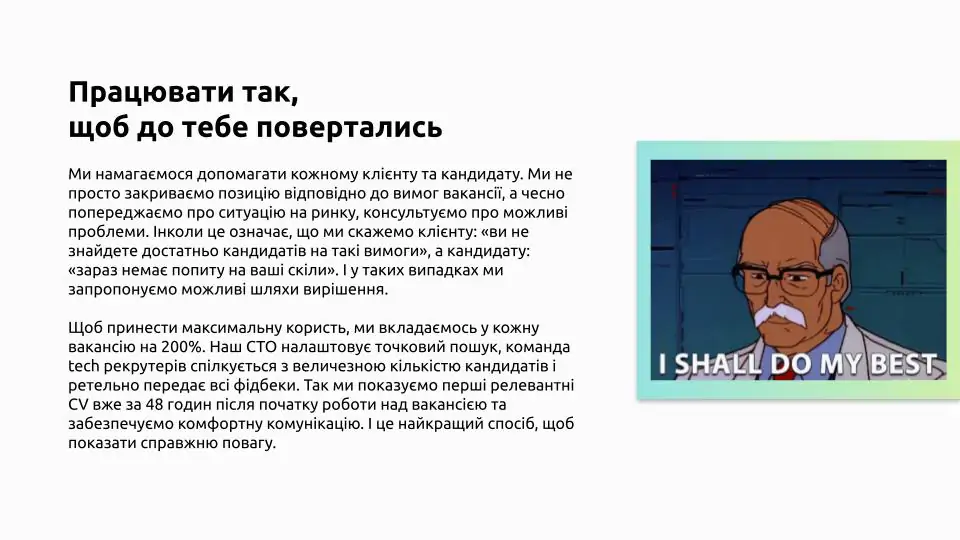 Працювати так,
щоб до тебе повертались
Ми намагаємося допомагати кожному клієнту та кандидату. Ми не
просто закриваємо позицію відповідно до вимог вакансії, а чесно
попереджаємо про ситуацію на ринку, консультуємо про можливі
проблеми. Інколи це означає, що ми скажемо клієнту: «ви не
знайдете достатньо кандидатів на такі вимоги», а кандидату:
«зараз немає попиту на ваші скіли». І у таких випадках ми
запропонуємо можливі шляхи вирішення.
Щоб принести максимальну користь, ми вкладаємось у кожну
вакансію на 200%. Наш СТО налаштовує точковий пошук, команда
tech рекрутерів спілкується з величезною кількістю кандидатів і
ретельно передає всі фідбеки. Так ми показуємо перші релевантні
CV вже за 48 годин після початку роботи над вакансією та
забезпечуємо комфортну комунікацію. І це найкращий спосіб, щоб
показати справжню повагу.
I SHALL DO MY BEST